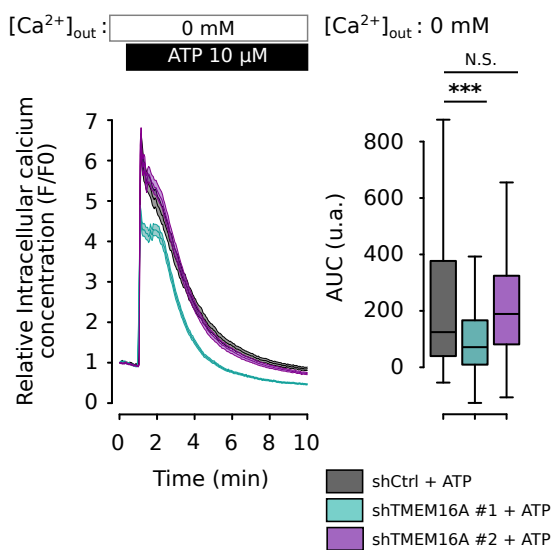 [Ca²⁺]out : 0 mM
ATP 10 µM
[Ca²⁺]out : 0 mM
N.S.
***
Relative Intracellular calcium
concentration (F/F0)
7
6
5
4
3
2
1
0
0 2 4 6 8 10
Time (min)
AUC (u.a.)
800
600
400
200
0
shCtrl + ATP
shTMEM16A #1 + ATP
shTMEM16A #2 + ATP